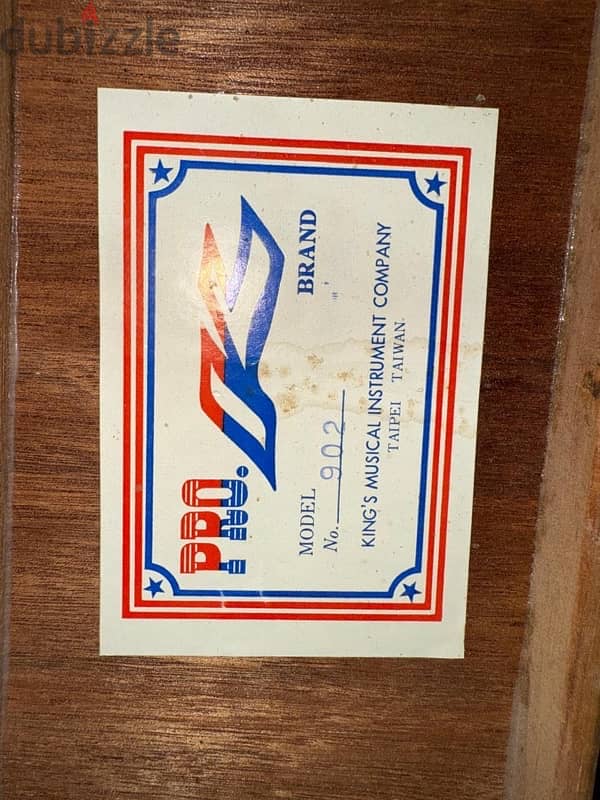 dubizzle
PRO.
BRAND
MODEL
No. 902
KING'S MUSICAL INSTRUMENT COMPANY
TAIPEI TAIWAN.